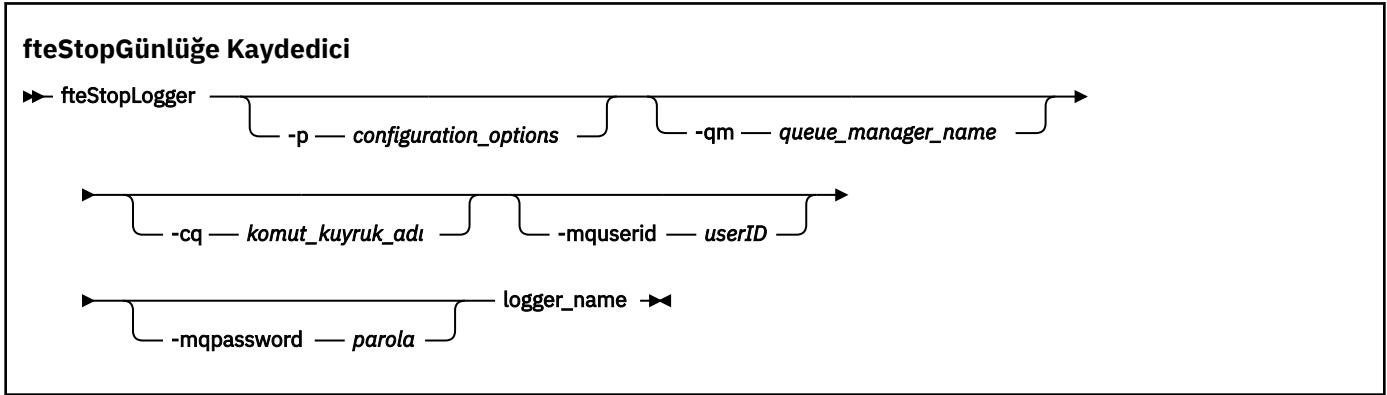 fteStopGünlüğe Kaydedici
fteStopLogger
-p configuration_options -qm queue_manager_name
-cq komut_kuyruk_adı -mquserid userID
logger_name
-mqpassword parola